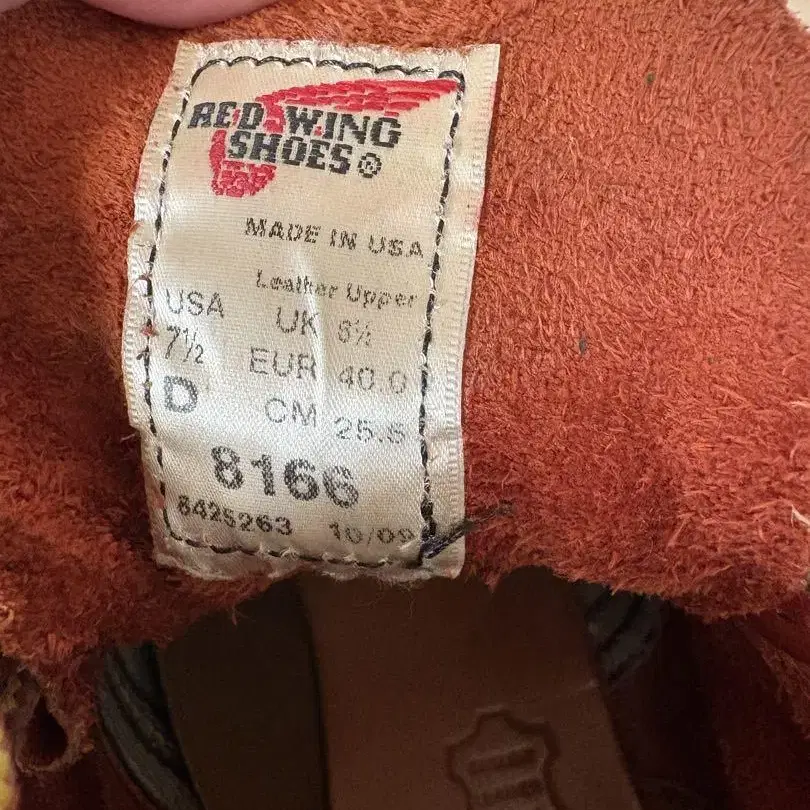 RED WING
SHOES®
MADE IN USA
Leather Upper
USA UK 6½
7½ EUR 40.0
D CM 25.5
8166
8425263 10/09